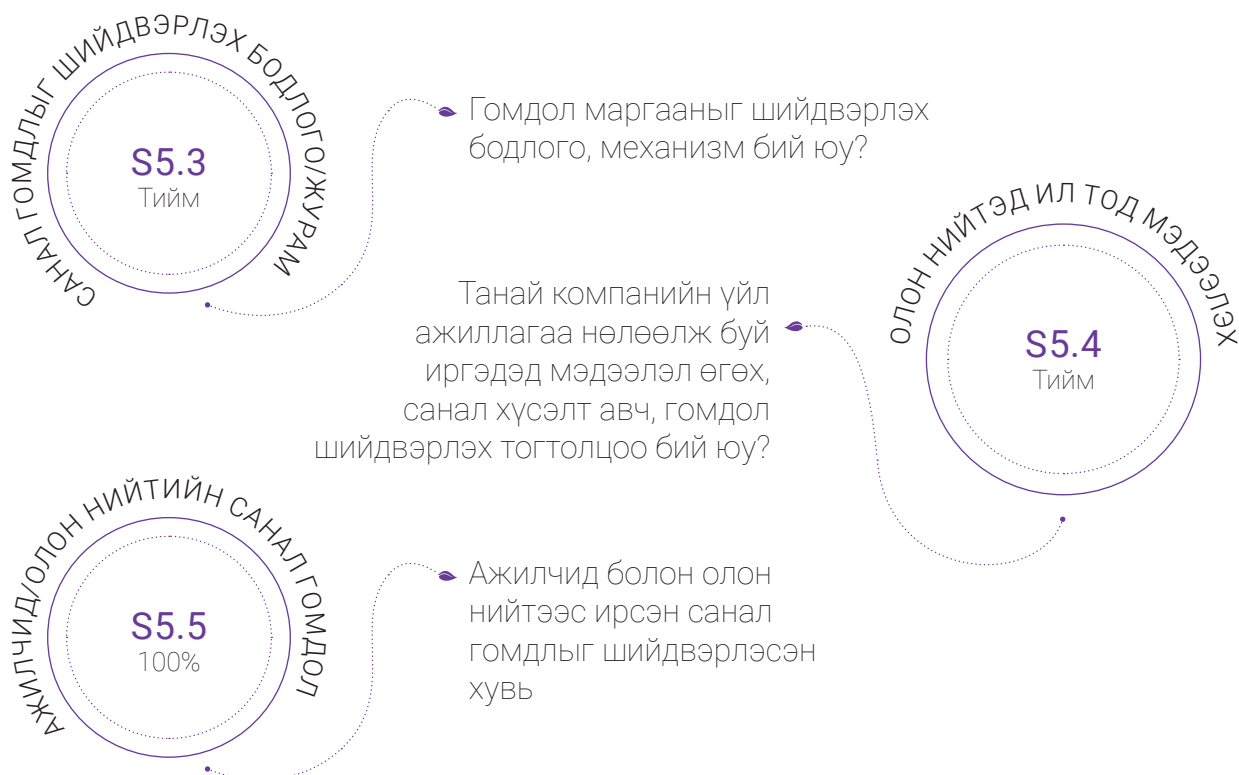 САНАЛ ГОМДЛЫГ ШИЙДВЭРЛЭХ БОДЛОГО/ЖУРАМ
S5.3
Тийм
Гомдол маргааныг шийдвэрлэх
бодлого, механизм бий юу?
ОЛОН НИЙТЭД ИЛ ТОД МЭДЭЭЛЭХ
S5.4
Тийм
Танай компанийн үйл
ажиллагаа нөлөөлж буй
иргэдэд мэдээлэл өгөх,
санал хүсэлт авч, гомдол
шийдвэрлэх тогтолцоо бий юу?
АЖИЛЧИД/ОЛОН НИЙТИЙН САНАЛ ГОМДОЛ
S5.5
100%
Ажилчид болон олон
нийтээс ирсэн санал
гомдлыг шийдвэрлэсэн
хувь